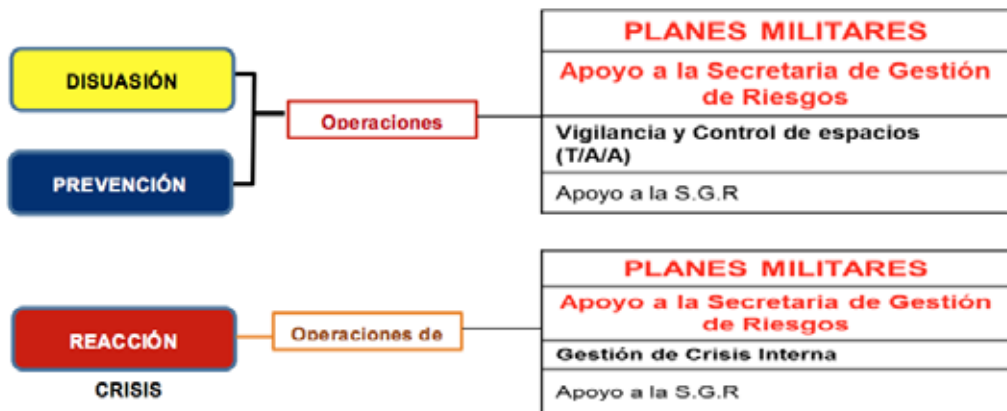 DISUASIÓN
PREVENCIÓN
Operaciones
PLANES MILITARES
Apoyo a la Secretaria de Gestión
de Riesgos
Vigilancia y Control de espacios
(T/A/A)
Apoyo a la S.G.R
REACCIÓN
CRISIS
Operaciones de
PLANES MILITARES
Apoyo a la Secretaria de Gestión
de Riesgos
Gestión de Crisis Interna
Apoyo a la S.G.R